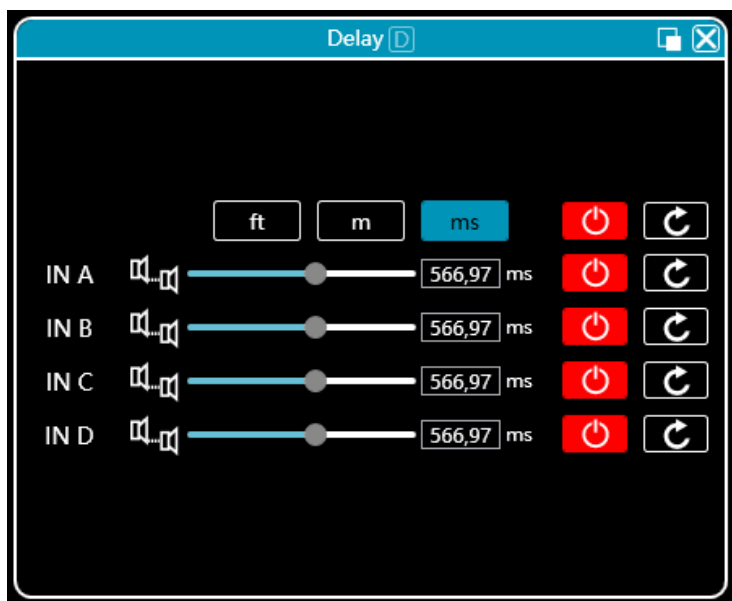 Delay D
ft m ms
IN A 566,97 ms
IN B 566,97 ms
IN C 566,97 ms
IN D 566,97 ms